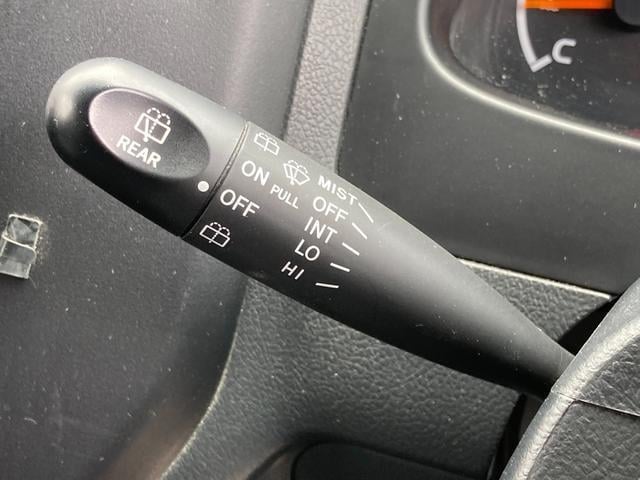 REAR
ON
OFF
PULL
MIST
OFF
INT
LO
HI
C